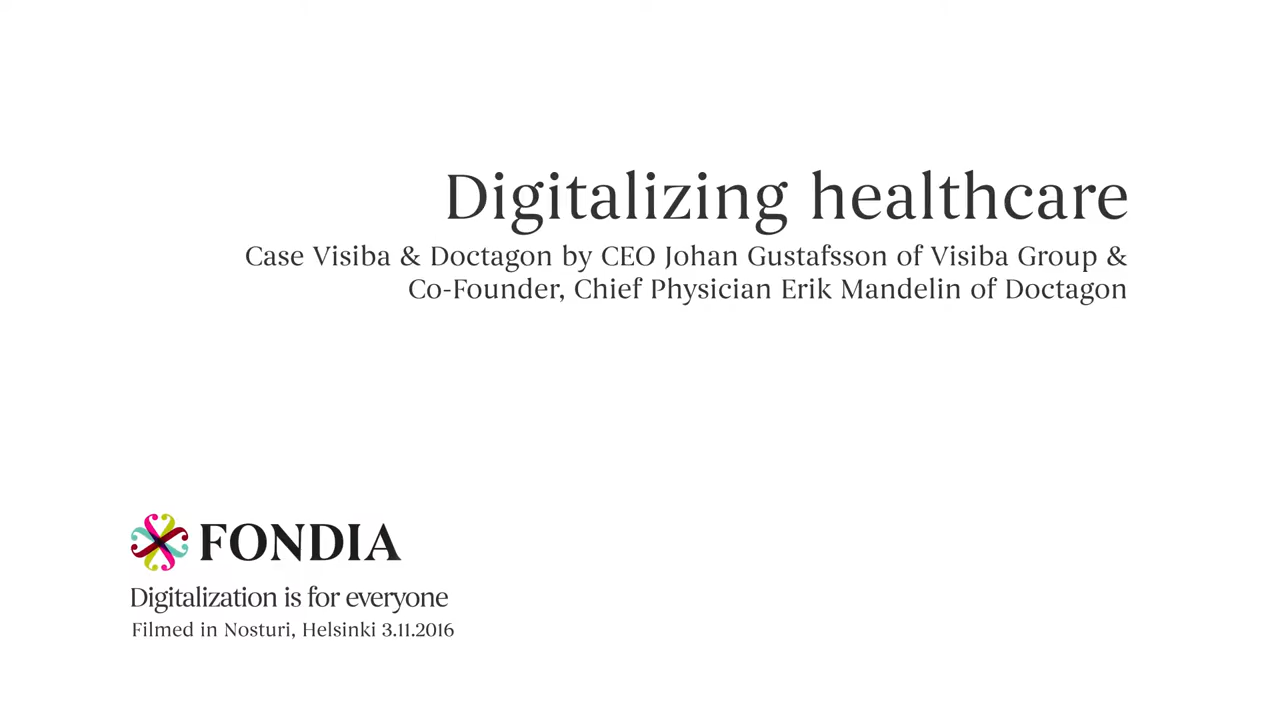 Digitalizing healthcare
Case Visiba & Doctagon by CEO Johan Gustafsson of Visiba Group &
Co-Founder, Chief Physician Erik Mandelin of Doctagon
FONDIA
Digitalization is for everyone
Filmed in Nosturi, Helsinki 3.11.2016